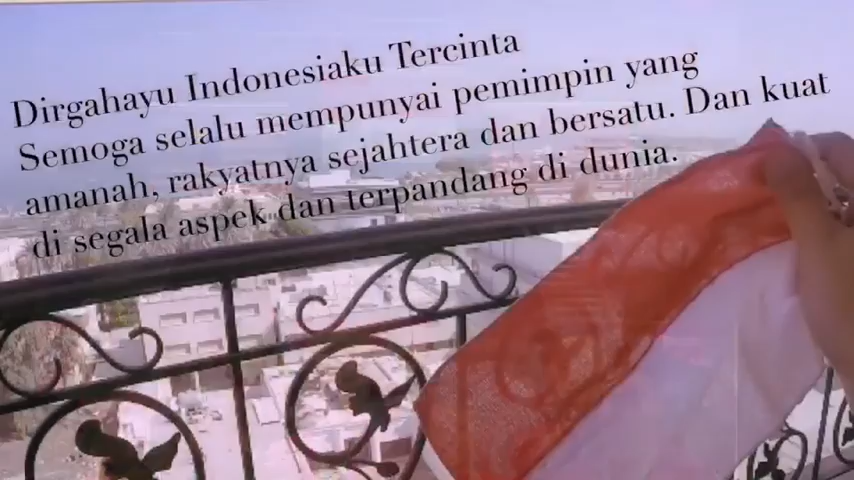 Dirgahayu Indonesiaku Tercinta
Semoga selalu mempunyai pemimpin yang
amanah, rakyatnya sejahtera dan bersatu. Dan kuat
di segala aspek dan terpandang di dunia.